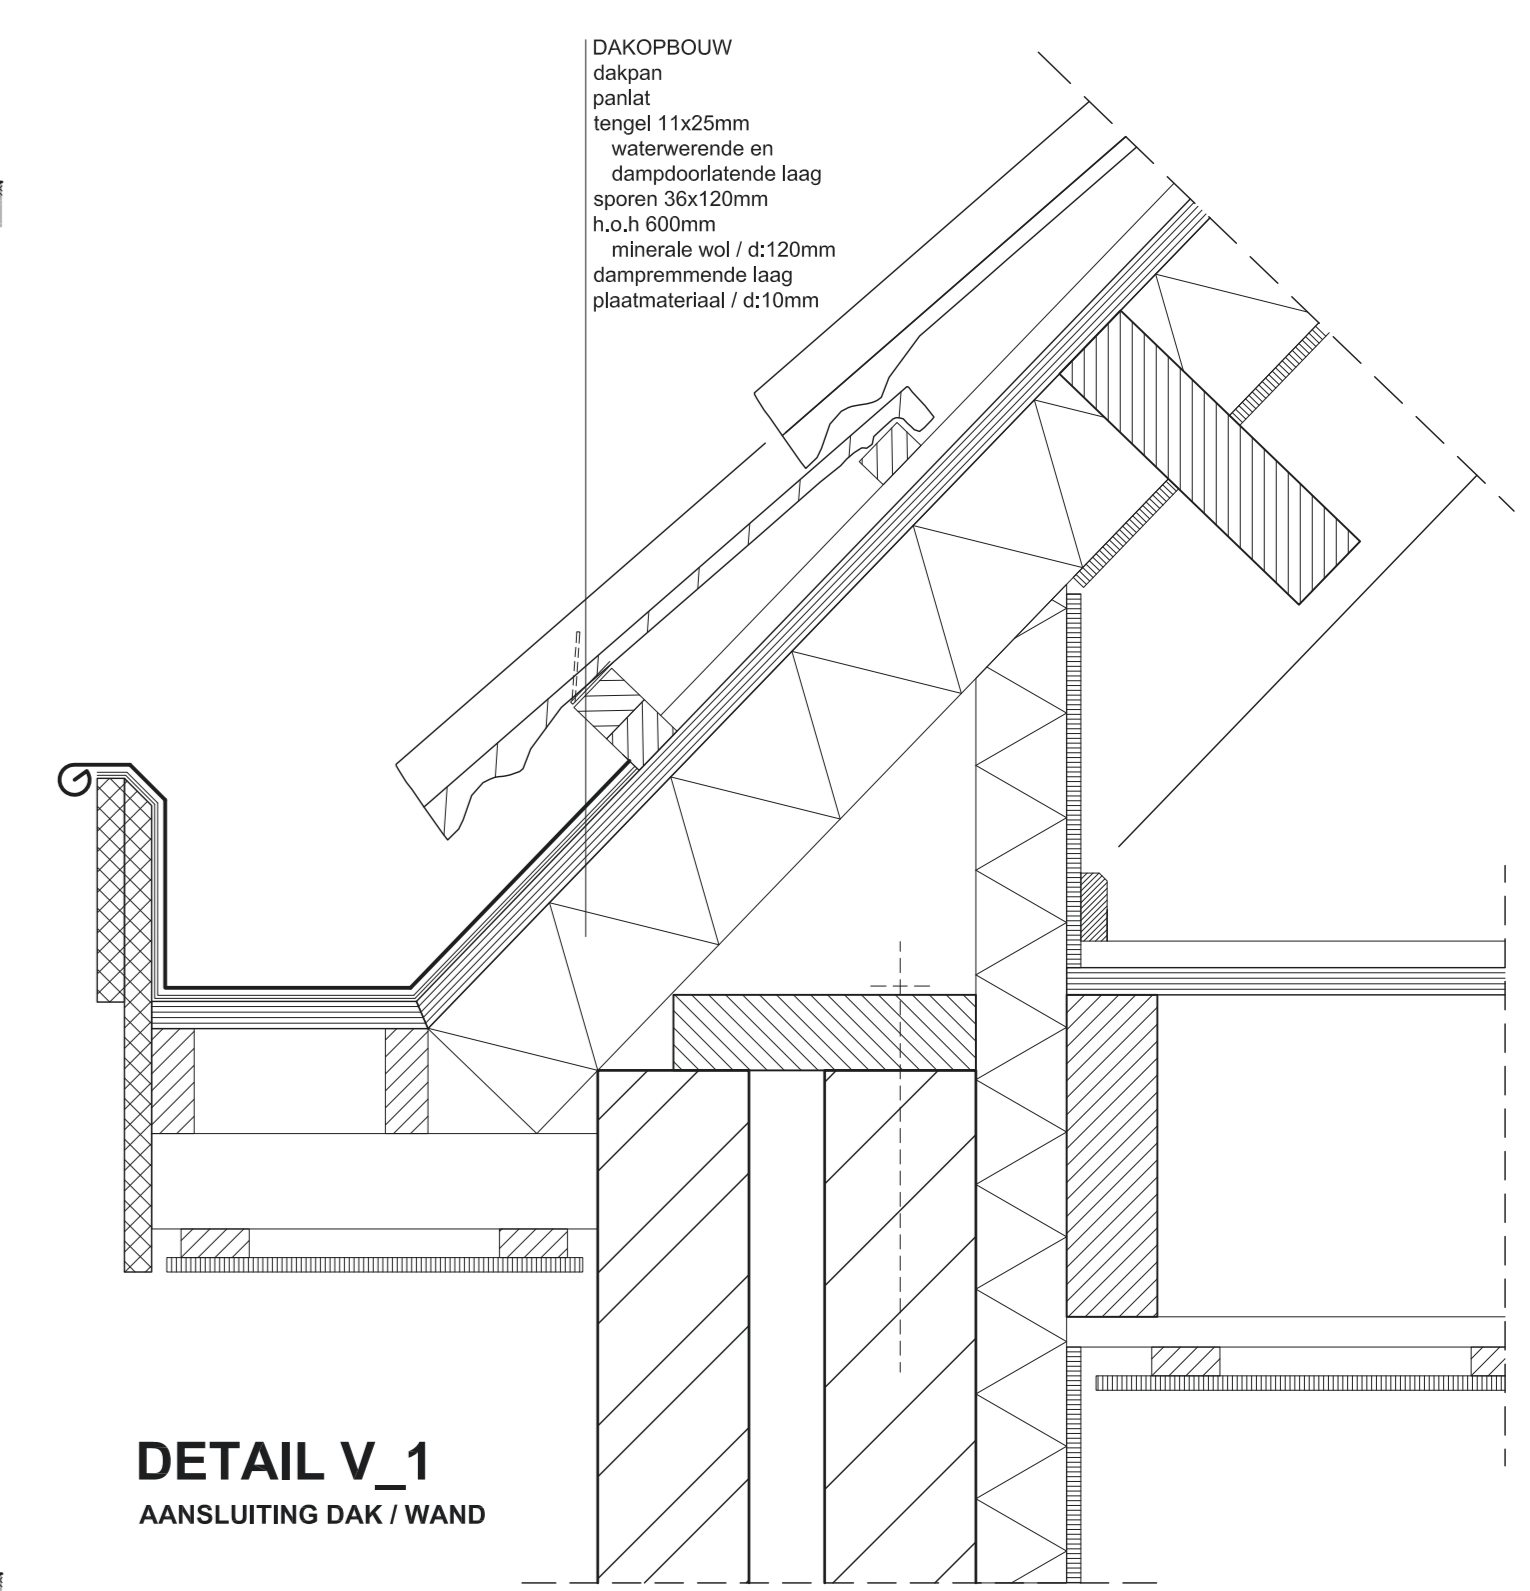 DAKOPBOUW
dakpan
panlat
tengel 11x25mm
waterwerende en
dampdoorlatende laag
sporen 36x120mm
h.o.h 600mm
minerale wol / d:120mm
dampremmende laag
plaatmateriaal / d:10mm
DETAIL V_1
AANSLUITING DAK / WAND